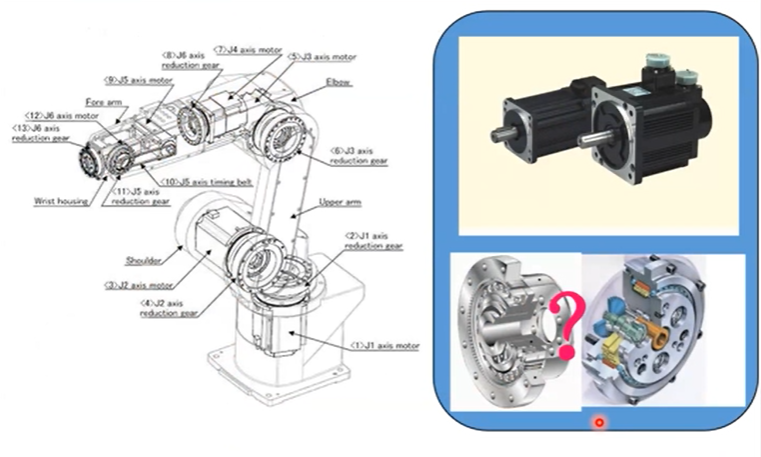 <7>J4 axis motor
<8>J6 axis
reduction gear
<5>J3 axis motor
<9>J5 axis motor
Elbow
Fore arm
<12>J6 axis motor
<13>J6 axis
reduction gear
<6>J3 axis
reduction gear
<10>J5 axis timing belt
<11>J5 axis
reduction gear
Wrist housing
Upper arm
<2>J1 axis
reduction gear
Shoulder
<3>J2 axis motor
<4>J2 axis
reduction gear
<1>J1 axis motor
?